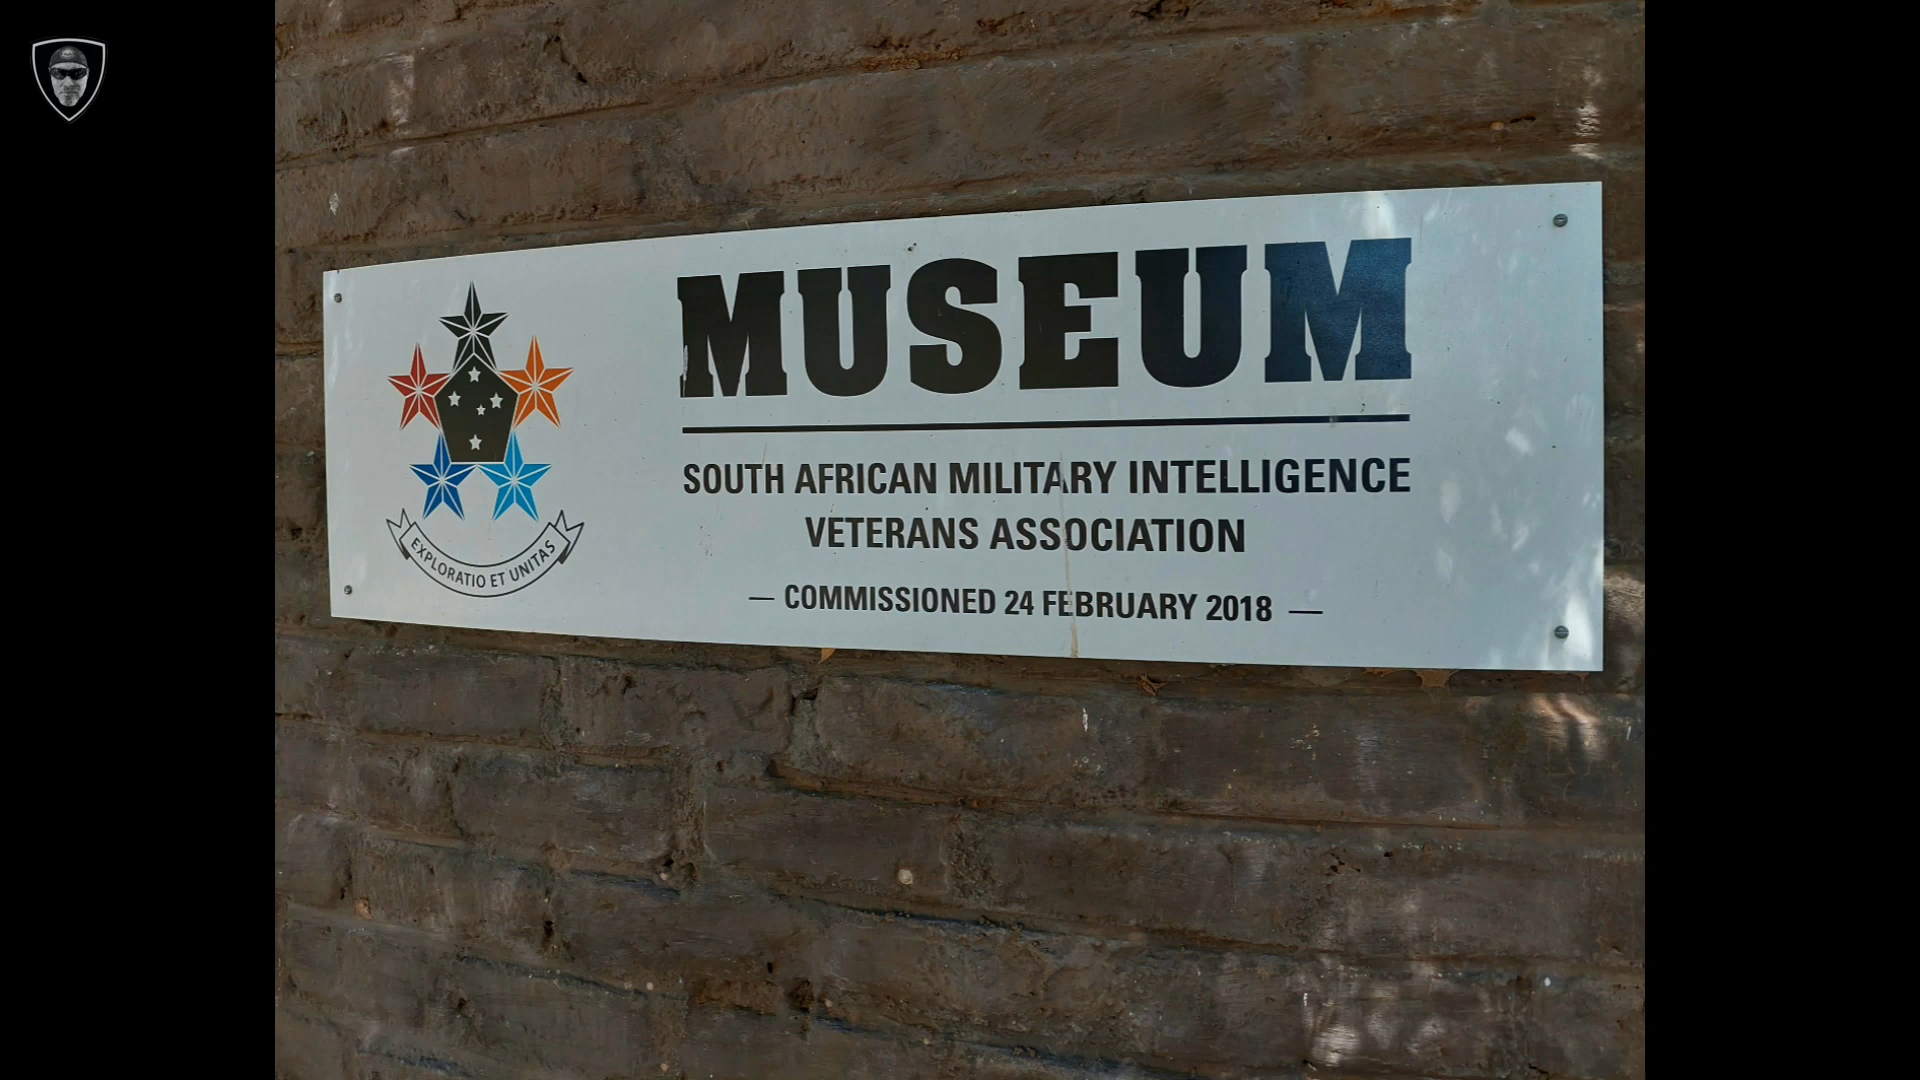 MUSEUM
SOUTH AFRICAN MILITARY INTELLIGENCE
VETERANS ASSOCIATION
— COMMISSIONED 24 FEBRUARY 2018 —
EXPLORATIO ET UNITAS